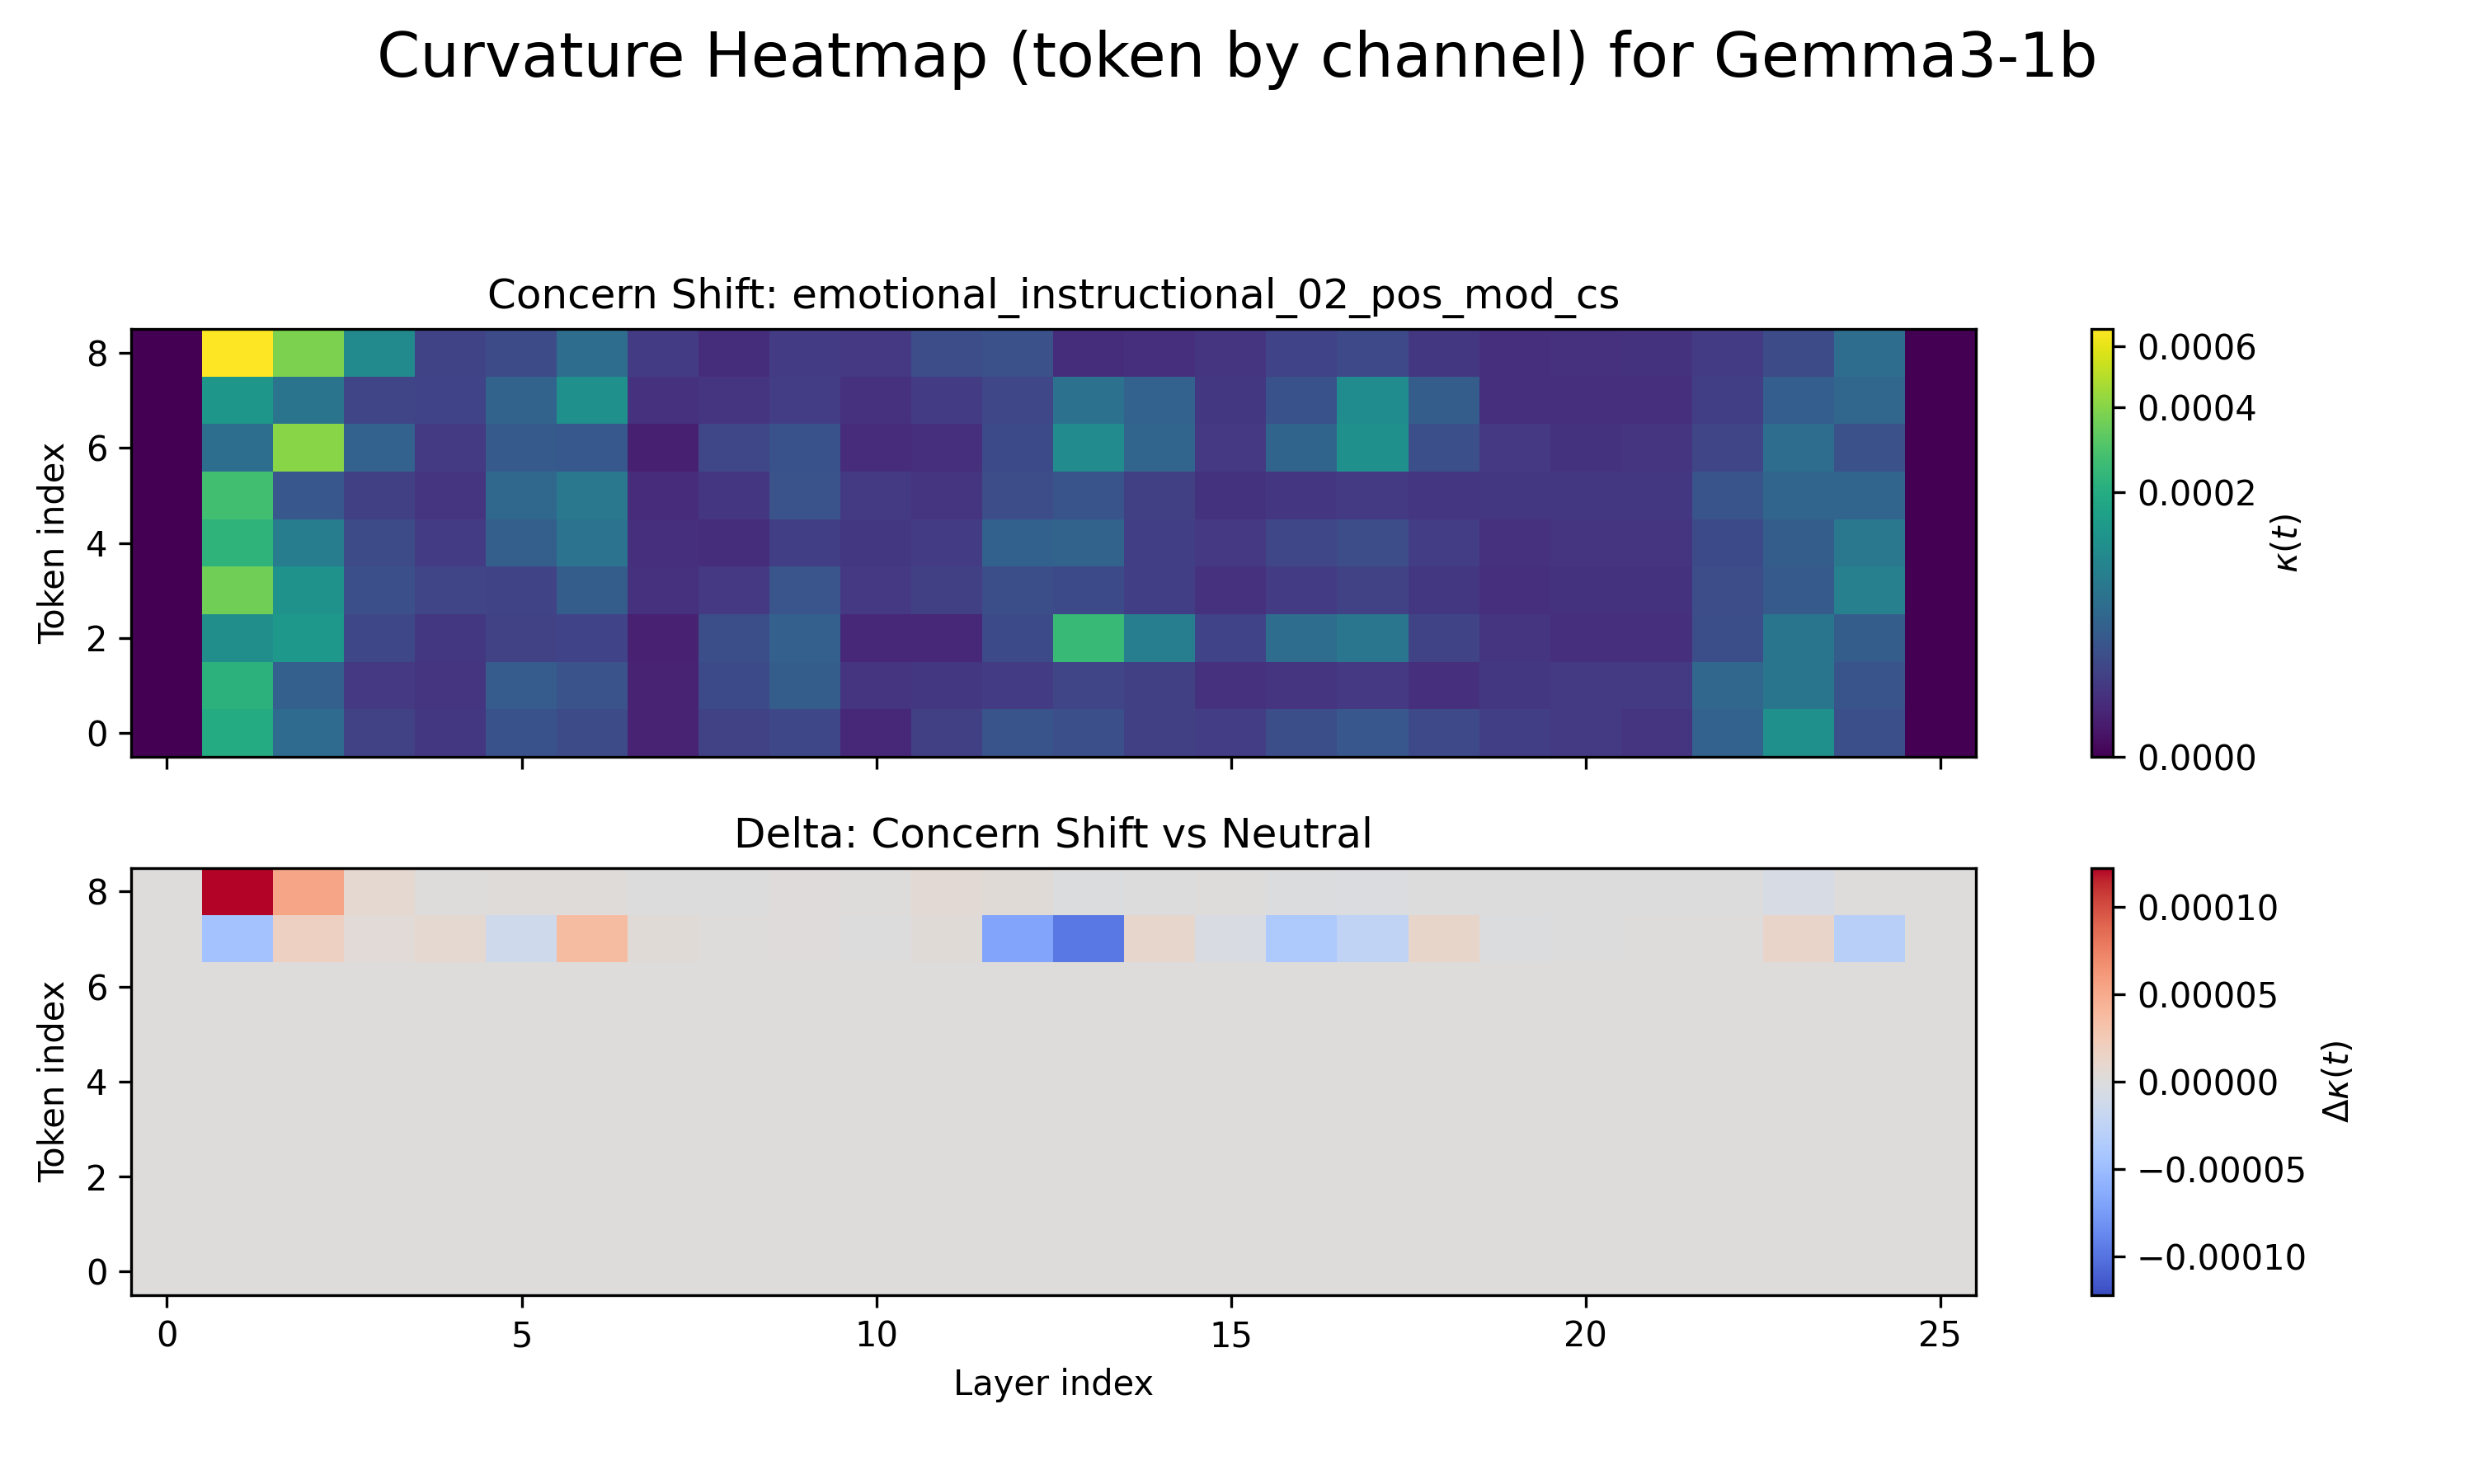 Curvature Heatmap (token by channel) for Gemma3-1b
Concern Shift: emotional_instructional_02_pos_mod_cs
Token index
8
6
4
2
0
0.0006
0.0004
0.0002
0.0000
κ(t)
Delta: Concern Shift vs Neutral
Token index
8
6
4
2
0
0 5 10 15 20 25
Layer index
0.00010
0.00005
0.00000
−0.00005
−0.00010
Δκ(t)